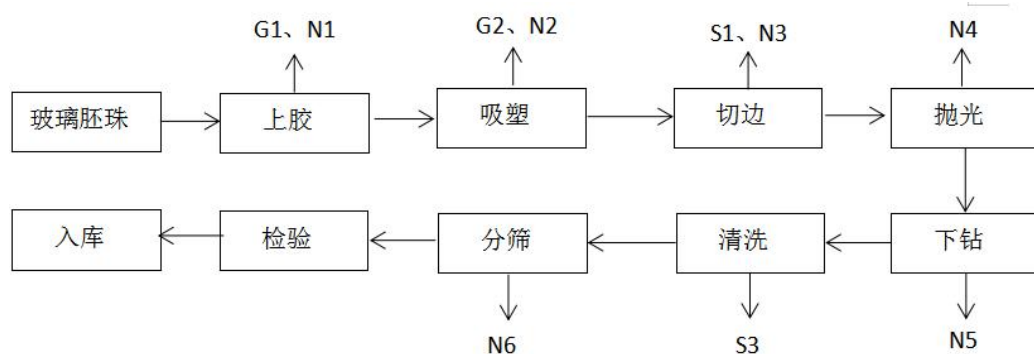 G1、N1
G2、N2
S1、N3
N4
玻璃胚珠
上胶
吸塑
切边
抛光
入库
检验
分筛
清洗
下钻
N6
S3
N5